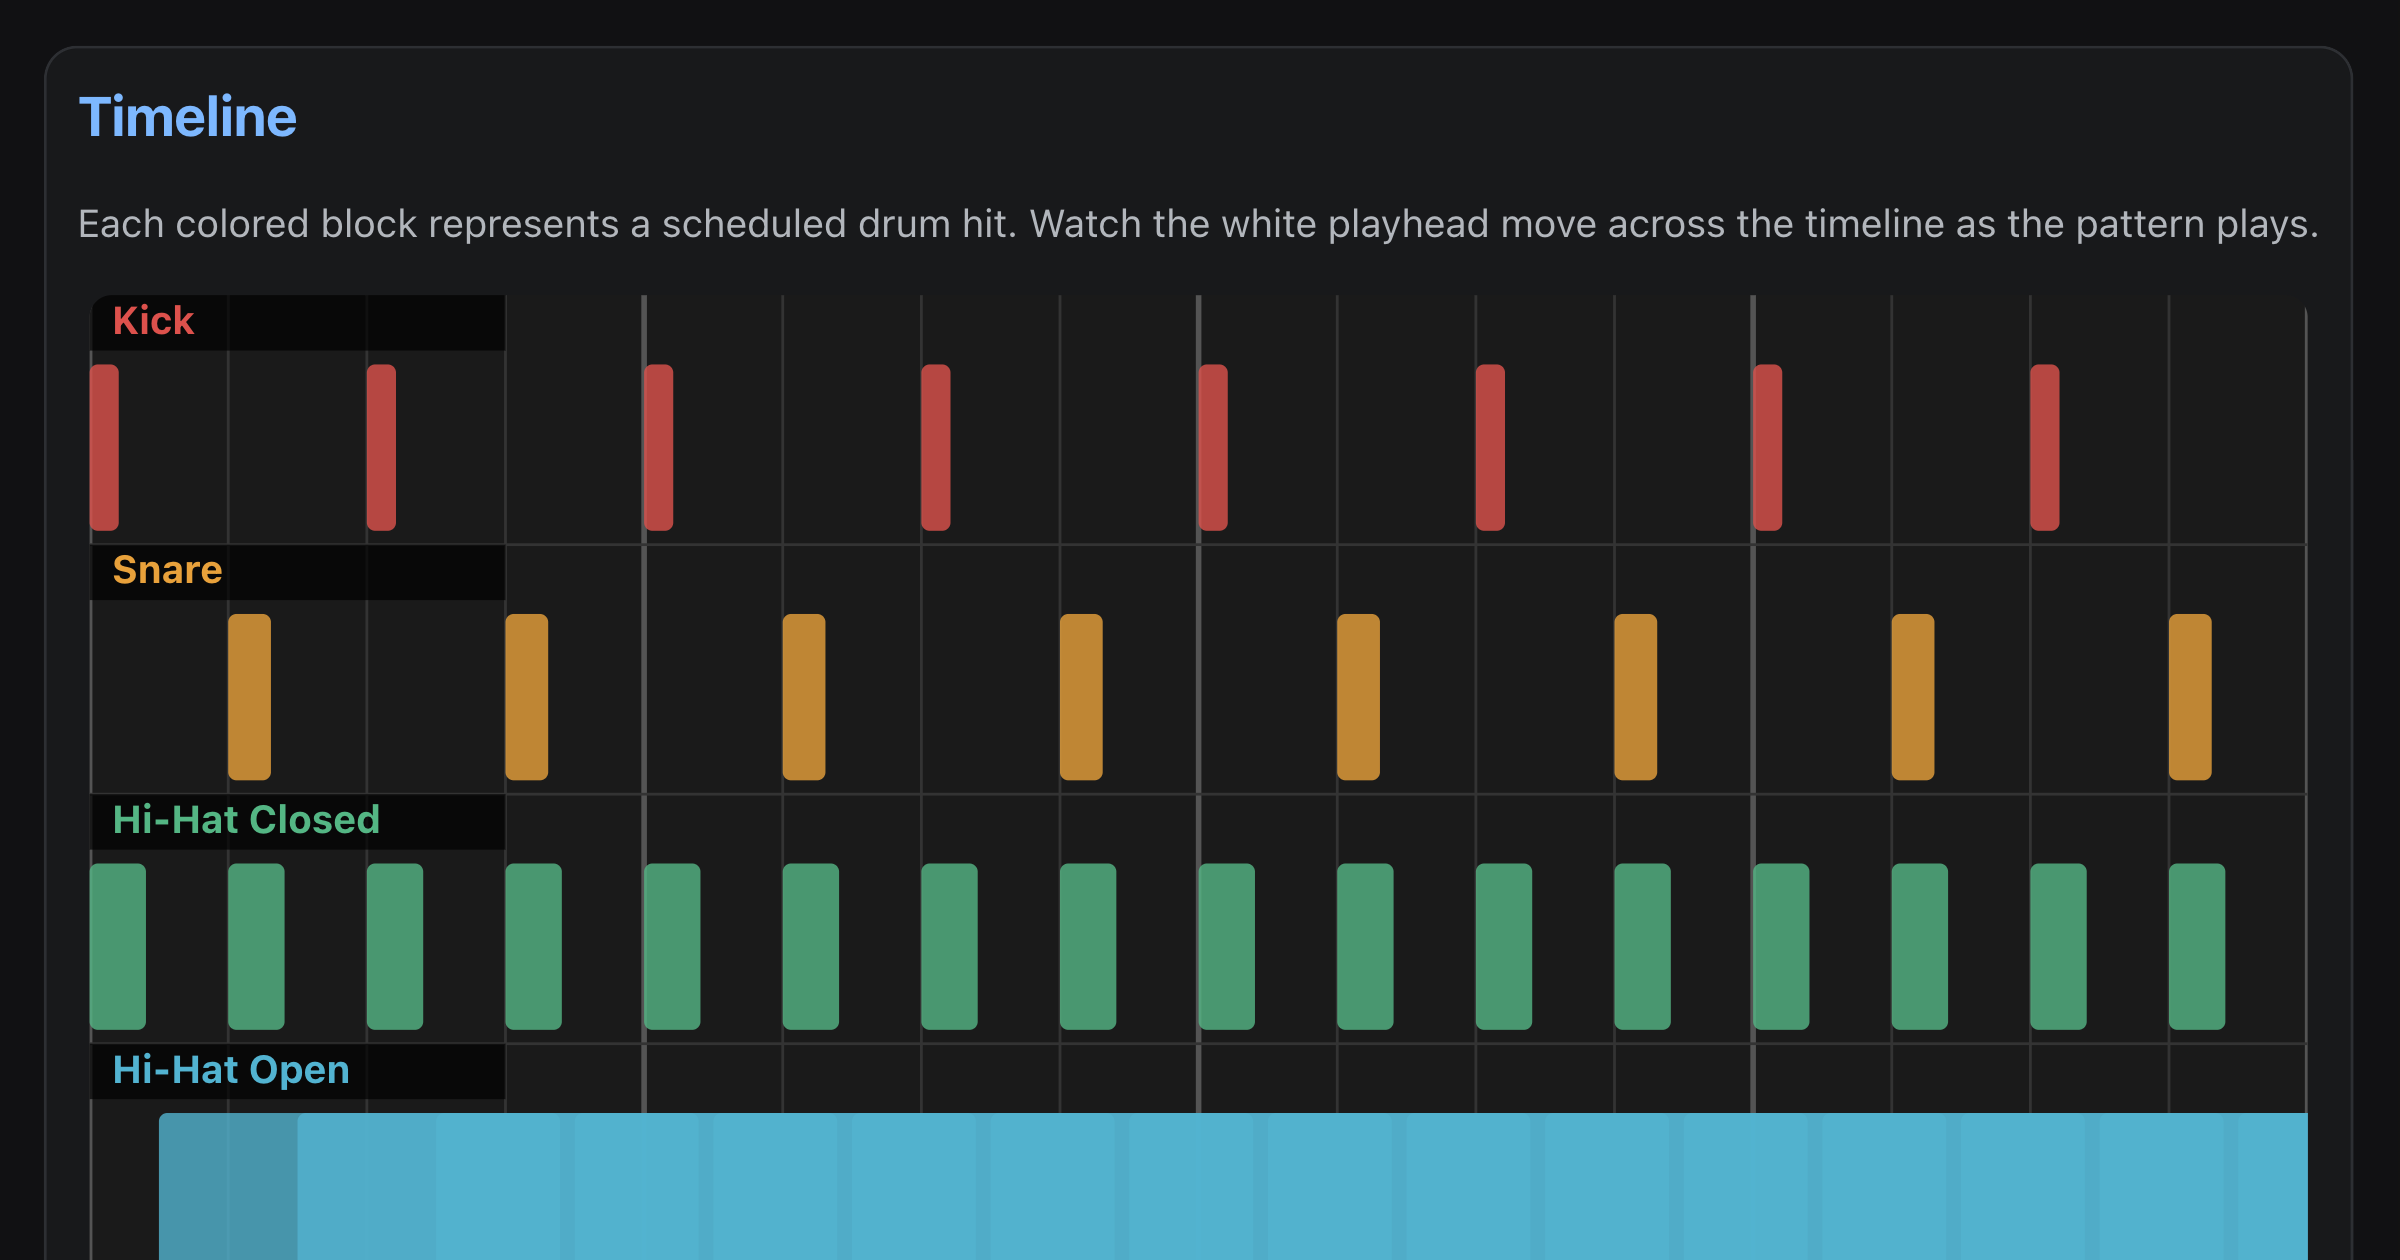 Timeline
Each colored block represents a scheduled drum hit. Watch the white playhead move across the timeline as the pattern plays.
Kick
Snare
Hi-Hat Closed
Hi-Hat Open